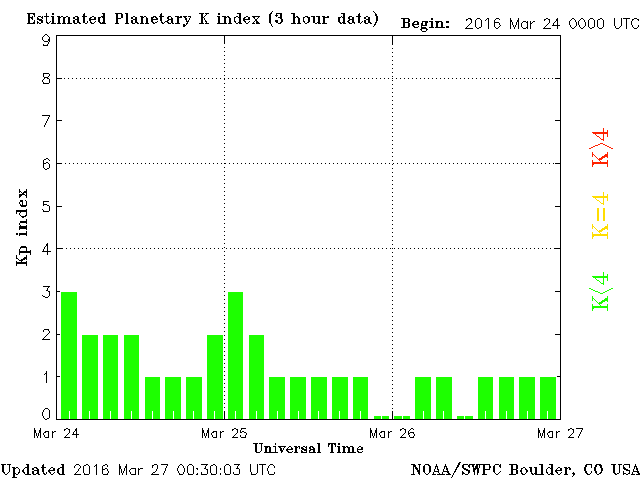 Estimated Planetary K index (3 hour data)
Begin: 2016 Mar 24 0000 UTC
9
8
7
6
5
4
3
2
1
0
Kp index
K>4
K=4
K<4
Mar 24
Mar 25
Mar 26
Mar 27
Universal Time
Updated 2016 Mar 27 00:30:03 UTC
NOAA/SWPC Boulder, CO USA